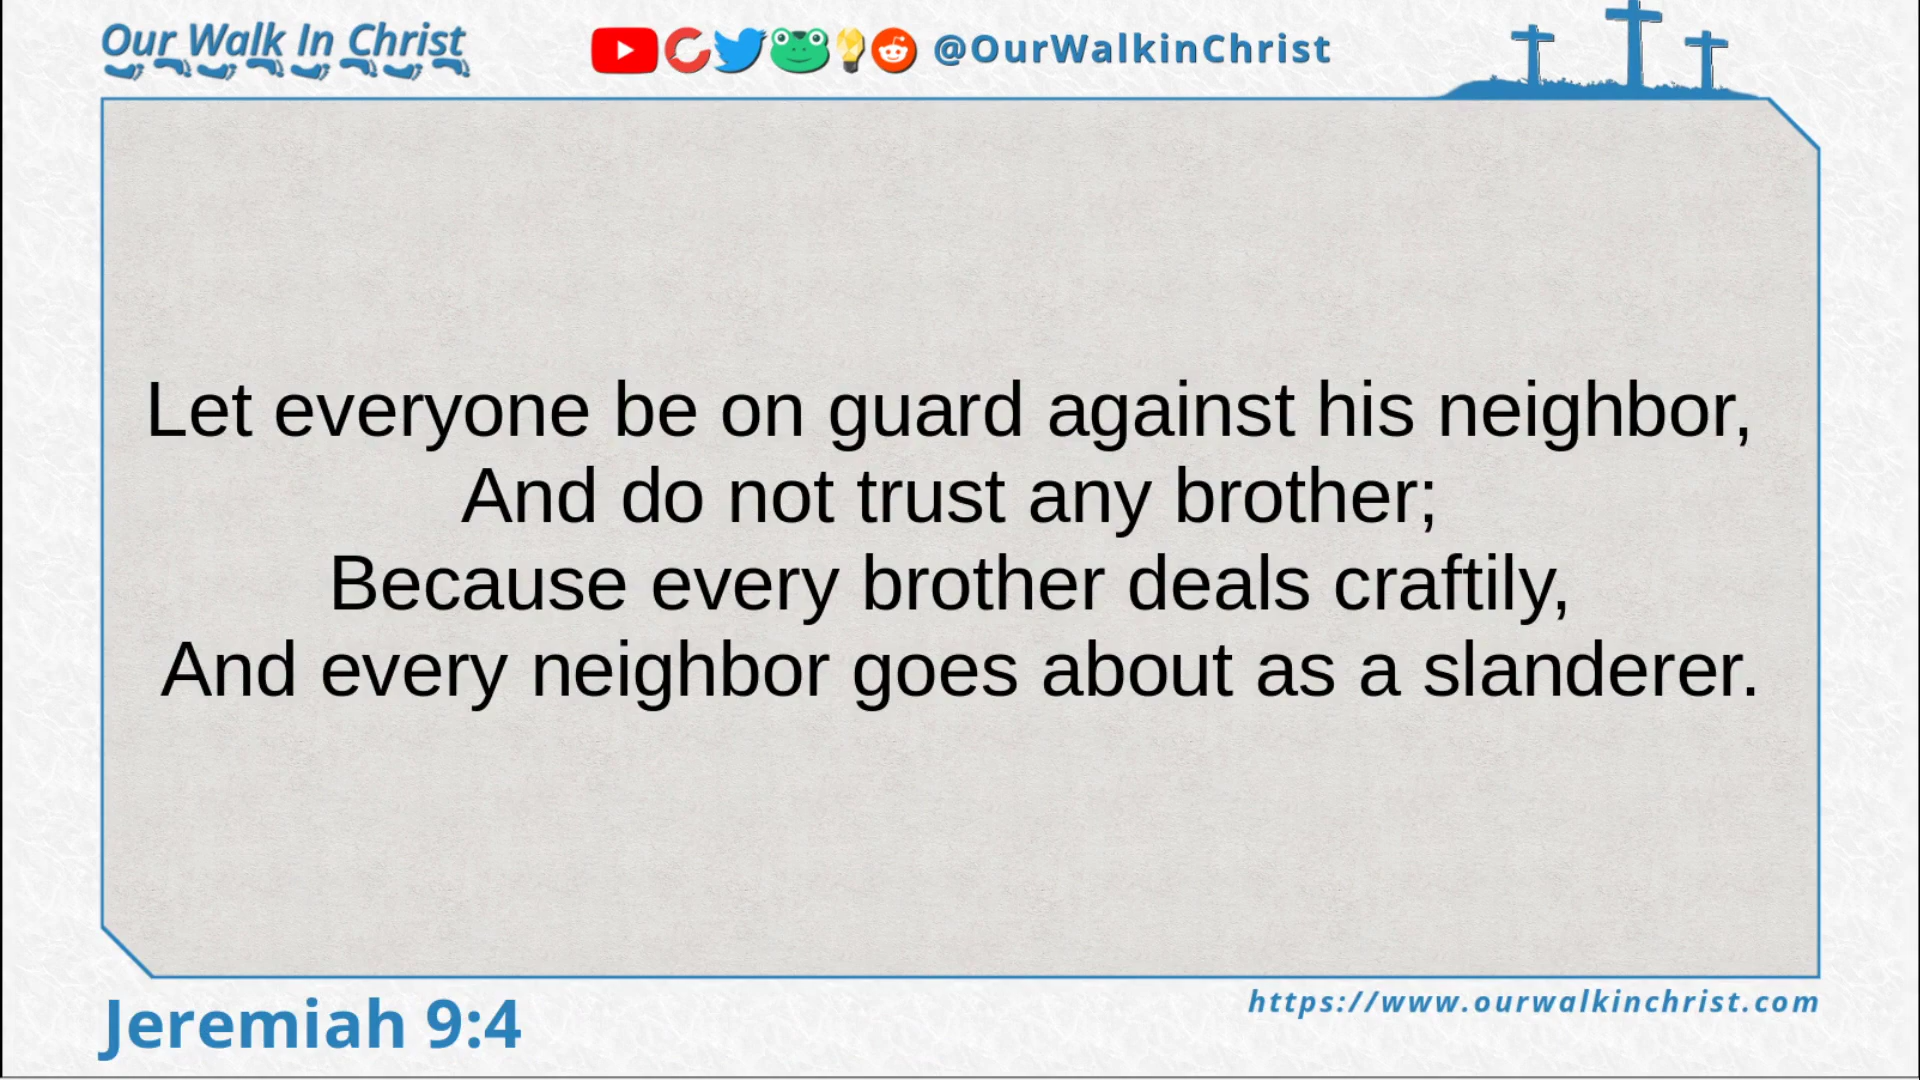 Our Walk In Christ
@OurWalkinChrist
Let everyone be on guard against his neighbor,
And do not trust any brother;
Because every brother deals craftily,
And every neighbor goes about as a slanderer.
Jeremiah 9:4
https://www.ourwalkinchrist.com